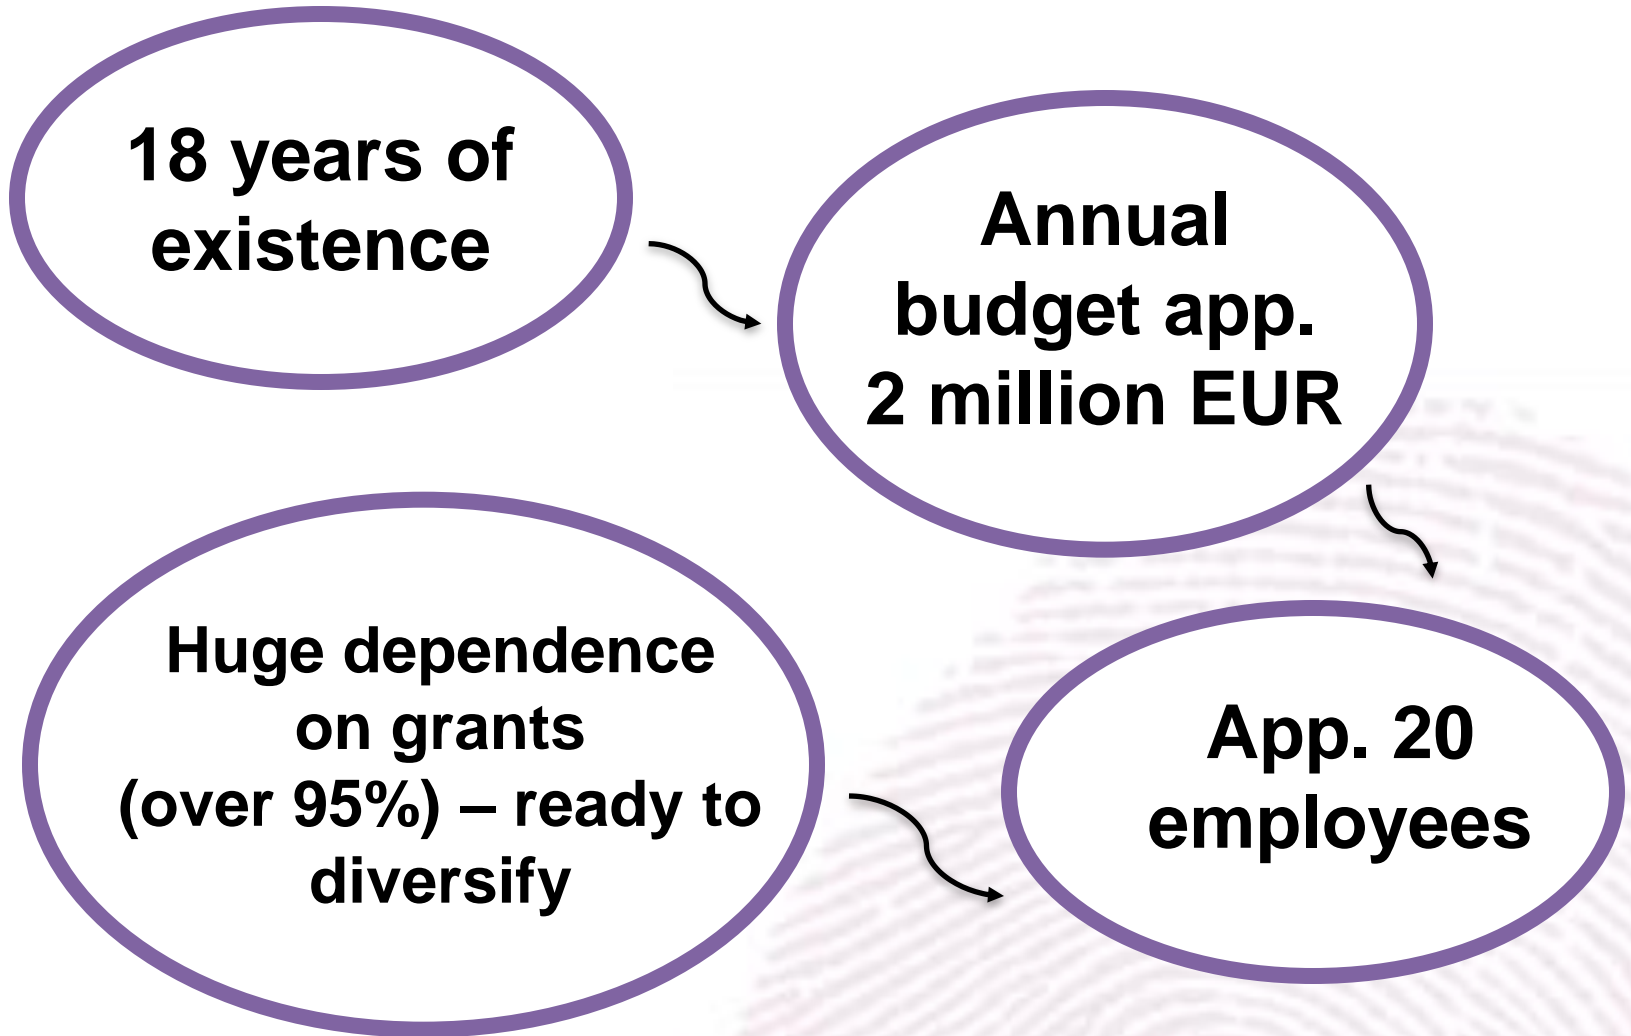 18 years of
existence
Annual
budget app.
2 million EUR
Huge dependence
on grants
(over 95%) – ready to
diversify
App. 20
employees